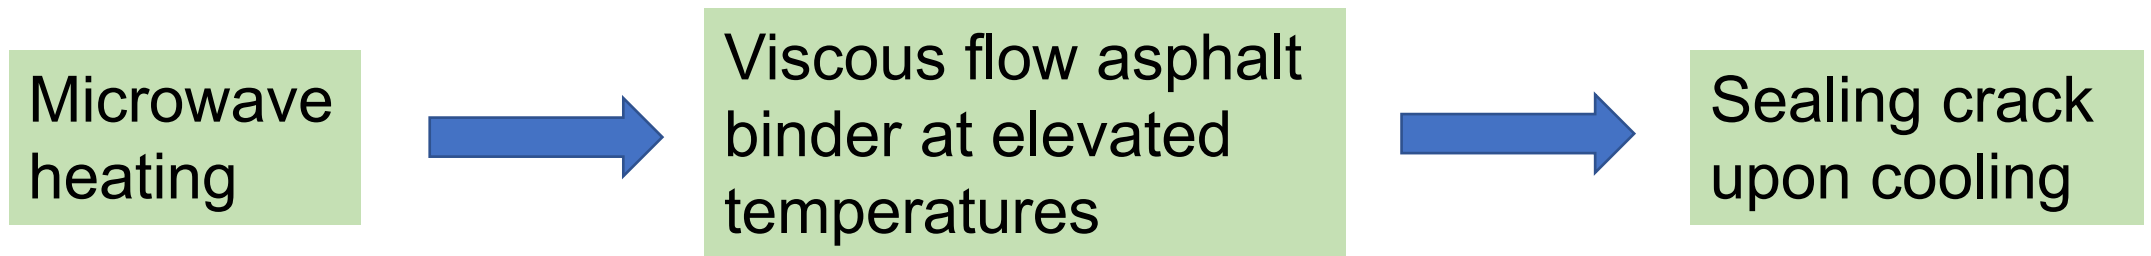 Microwave
heating
Viscous flow asphalt
binder at elevated
temperatures
Sealing crack
upon cooling